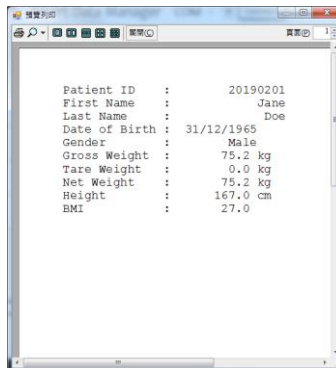 預覽列印
關閉(C) 頁面(P) 1
Patient ID : 20190201
First Name : Jane
Last Name : Doe
Date of Birth : 31/12/1965
Gender : Male
Gross Weight : 75.2 kg
Tare Weight : 0.0 kg
Net Weight : 75.2 kg
Height : 167.0 cm
BMI : 27.0